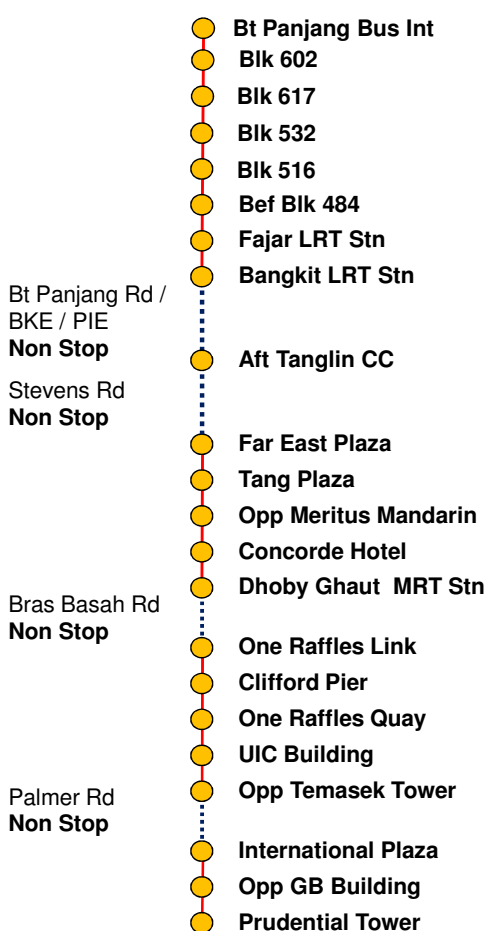 Bt Panjang Bus Int
Blk 602
Blk 617
Blk 532
Blk 516
Bef Blk 484
Fajar LRT Stn
Bangkit LRT Stn
Bt Panjang Rd /
BKE / PIE
Non Stop
Aft Tanglin CC
Stevens Rd
Non Stop
Far East Plaza
Tang Plaza
Opp Meritus Mandarin
Concorde Hotel
Dhoby Ghaut MRT Stn
Bras Basah Rd
Non Stop
One Raffles Link
Clifford Pier
One Raffles Quay
UIC Building
Opp Temasek Tower
Palmer Rd
Non Stop
International Plaza
Opp GB Building
Prudential Tower